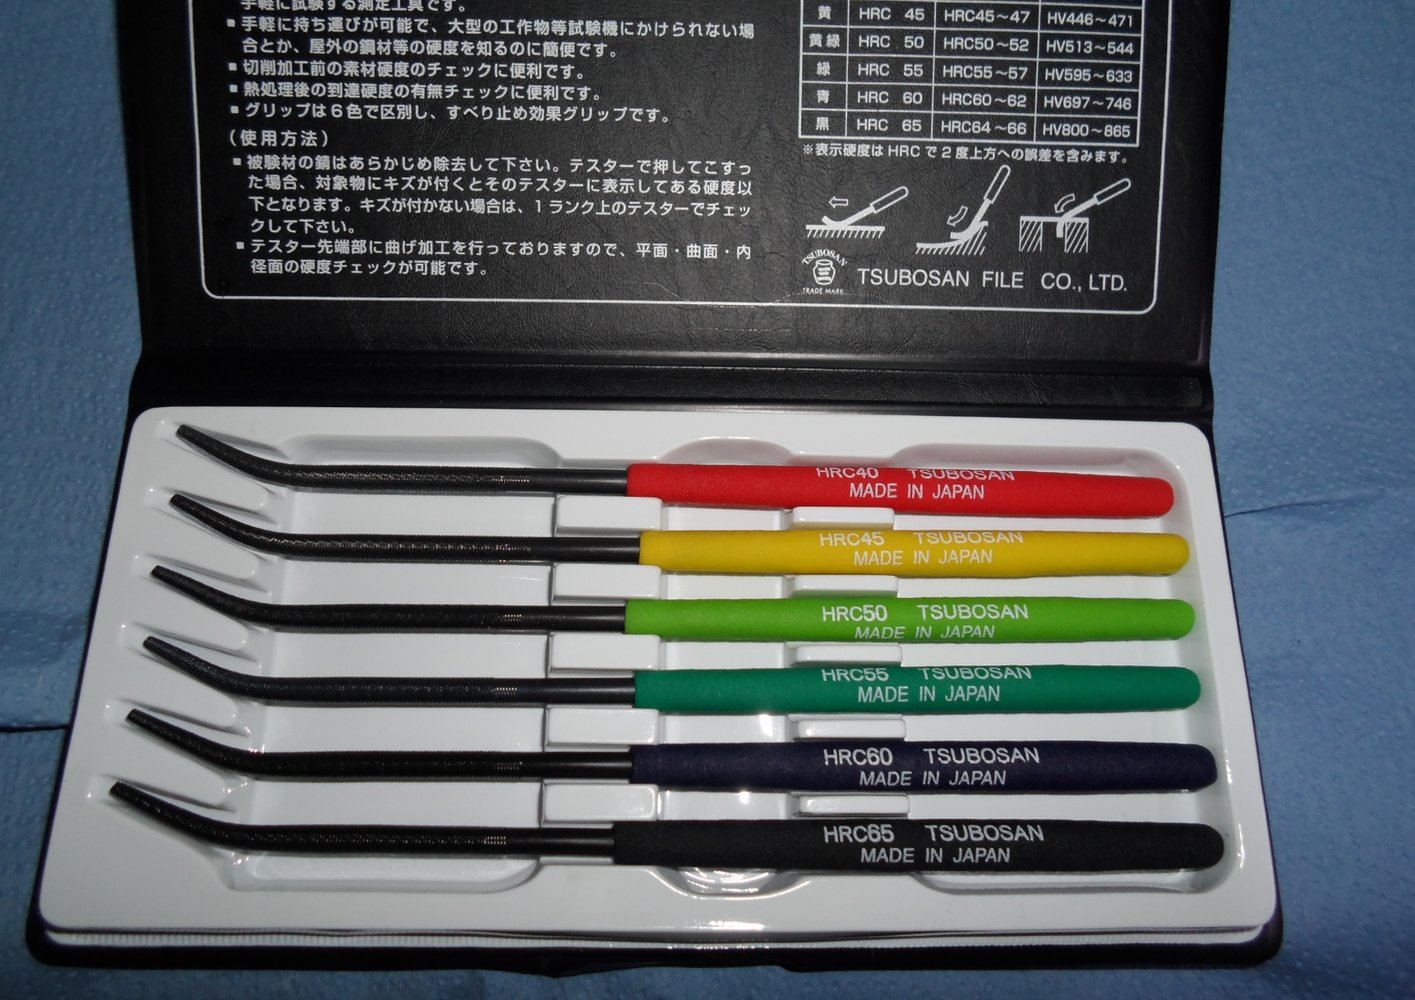 手軽に試験する測定工具です。
■ 手軽に持ち運びが可能で、大型の工作物等試験機にかけられない場
合とか、屋外の鋼材等の硬度を知るのに簡便です。
■ 切削加工前の素材硬度のチェックに便利です。
■ 熱処理後の到達硬度の有無チェックに便利です。
■ グリップは6色で区別し、すべり止め効果グリップです。
(使用方法)
■ 被験材の錆はあらかじめ除去して下さい。テスターで押してこすっ
た場合、対象物にキズが付くとそのテスターに表示してある硬度以
下となります。キズが付かない場合は、1ランク上のテスターでチェッ
クして下さい。
■ テスター先端部に曲げ加工を行っておりますので、平面・曲面・内
径面の硬度チェックが可能です。
黄 HRC 45 HRC45~47 HV446~471
黄緑 HRC 50 HRC50~52 HV513~544
緑 HRC 55 HRC55~57 HV595~633
青 HRC 60 HRC60~62 HV697~746
黒 HRC 65 HRC64~66 HV800~865
※表示硬度はHRCで2度上方への誤差を含みます。
TSUBOSAN
TRADE MARK
TSUBOSAN FILE CO., LTD.
HRC40 TSUBOSAN
MADE IN JAPAN
HRC45 TSUBOSAN
MADE IN JAPAN
HRC50 TSUBOSAN
MADE IN JAPAN
HRC55 TSUBOSAN
MADE IN JAPAN
HRC60 TSUBOSAN
MADE IN JAPAN
HRC65 TSUBOSAN
MADE IN JAPAN